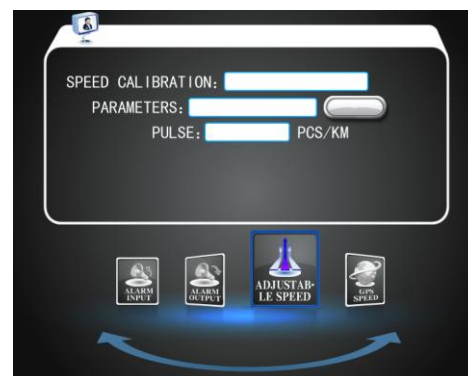 SPEED CALIBRATION:
PARAMETERS:
PULSE: PCS/KM
ALARM
INPUT
ALARM
OUTPUT
ADJUSTAB-
LE SPEED
GPS
SPEED